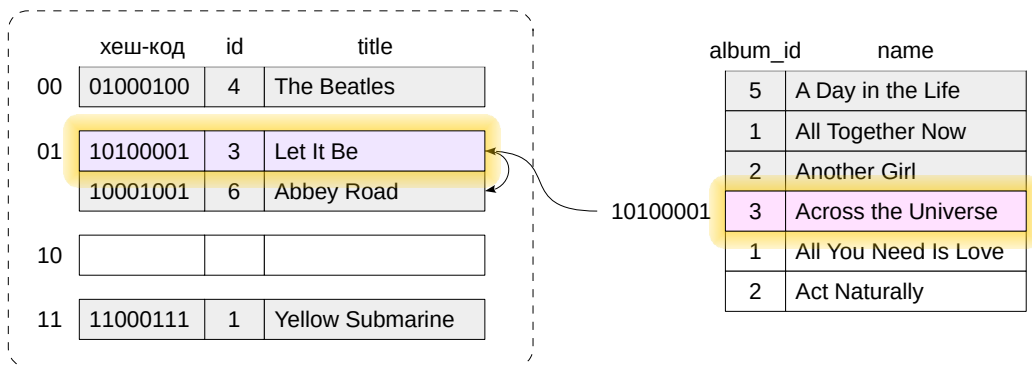 хеш-код id title
00 01000100 4 The Beatles
01 10100001 3 Let It Be
10001001 6 Abbey Road
10
11 11000111 1 Yellow Submarine
album_id name
5 A Day in the Life
1 All Together Now
2 Another Girl
10100001 3 Across the Universe
1 All You Need Is Love
2 Act Naturally